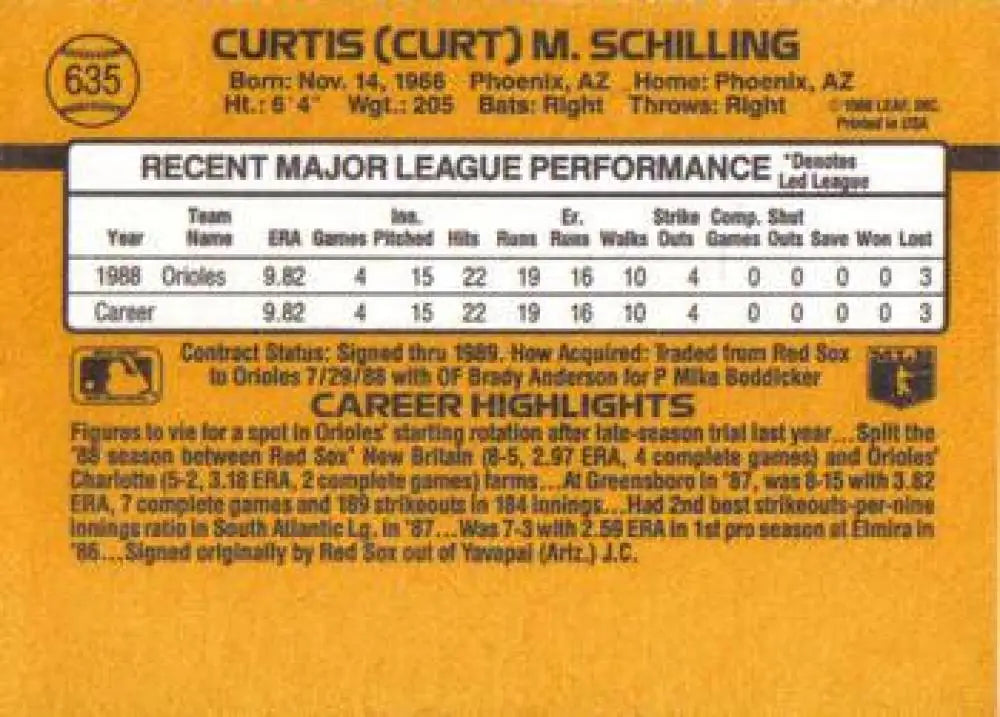 635
CURTIS (CURT) M. SCHILLING
Born: Nov. 14, 1966 Phoenix, AZ Home: Phoenix, AZ
Ht.: 6'4" Wgt.: 205 Bats: Right Throws: Right
© 1988 LEAF, INC.
Printed in USA
RECENT MAJOR LEAGUE PERFORMANCE *Denotes Led League
Year Team Name ERA Games Inn. Pitched Hits Runs Er. Runs Walks Strike Outs Comp. Games Shut Outs Save Won Lost
1988 Orioles 9.82 4 15 22 19 16 10 4 0 0 0 0 3
Career 9.82 4 15 22 19 16 10 4 0 0 0 0 3
Contract Status: Signed thru 1989. How Acquired: Traded from Red Sox
to Orioles 7/29/88 with OF Brady Anderson for P Mike Boddicker
CAREER HIGHLIGHTS
Figures to vie for a spot in Orioles' starting rotation after late-season trial last year...Split the
'88 season between Red Sox' New Britain (8-5, 2.97 ERA, 4 complete games) and Orioles'
Charlotte (5-2, 3.18 ERA, 2 complete games) farms...At Greensboro in '87, was 8-15 with 3.82
ERA, 7 complete games and 189 strikeouts in 184 innings...Had 2nd best strikeouts-per-nine
innings ratio in South Atlantic Lg. in '87...Was 7-3 with 2.59 ERA in 1st pro season at Elmira in
'86...Signed originally by Red Sox out of Yavapai (Ariz.) J.C.